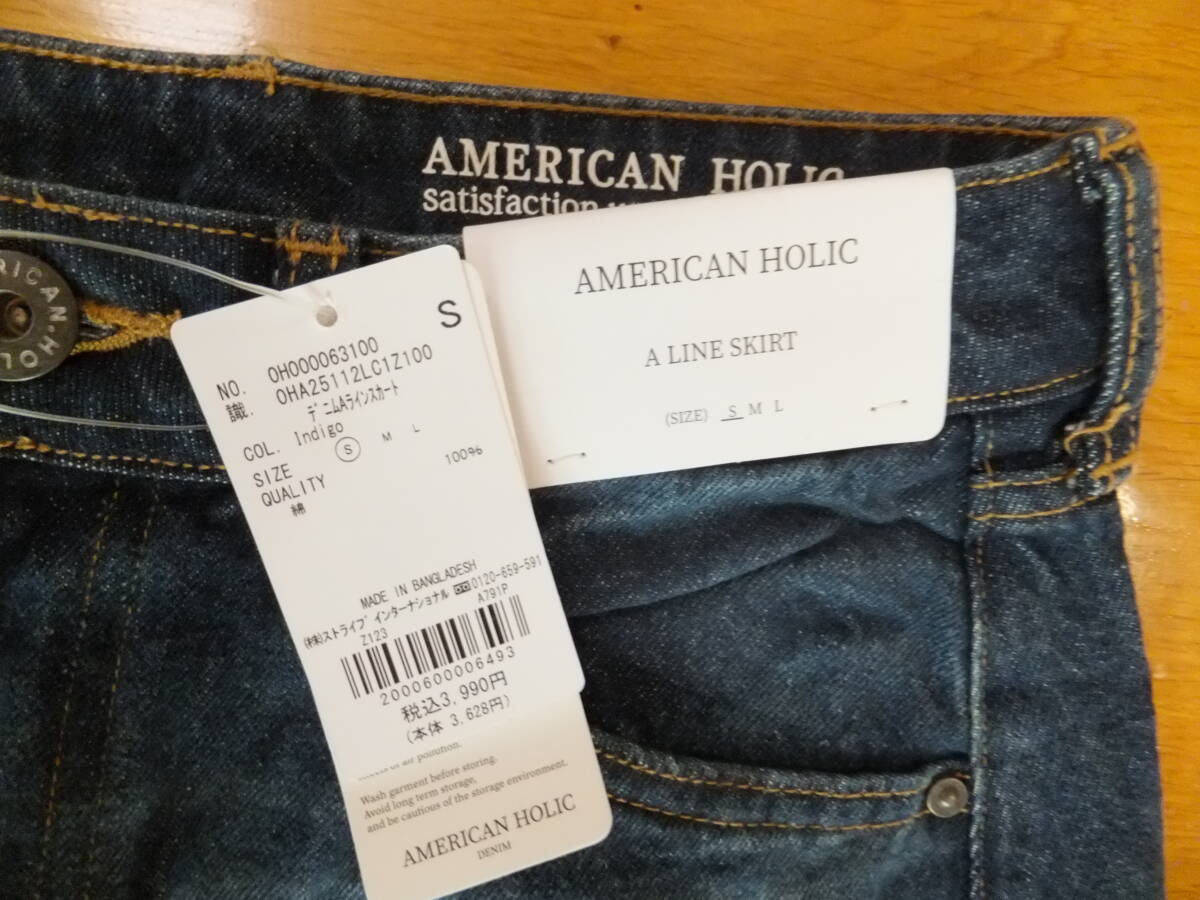 AMERICAN HOLIC
satisfaction
AMERICAN HOLIC
A LINE SKIRT
(SIZE) S M L
RICAN·HOL
S
NO. 0H000063100
識. 0HA25112LC1Z100
ﾃﾞﾆﾑAﾗｲﾝｽｶｰﾄ
COL. Indigo
SIZE S M L
QUALITY 100%
綿
MADE IN BANGLADESH
(株)ｽﾄﾗｲﾌﾟ ｲﾝﾀｰﾅｼｮﾅﾙ 0120-659-591
Z123 A791P
2000600006493
税込3,990円
(本体 3,628円)
air pollution.
Wash garment before storing.
Avoid long term storage,
and be cautious of the storage environment.
AMERICAN HOLIC
DENIM